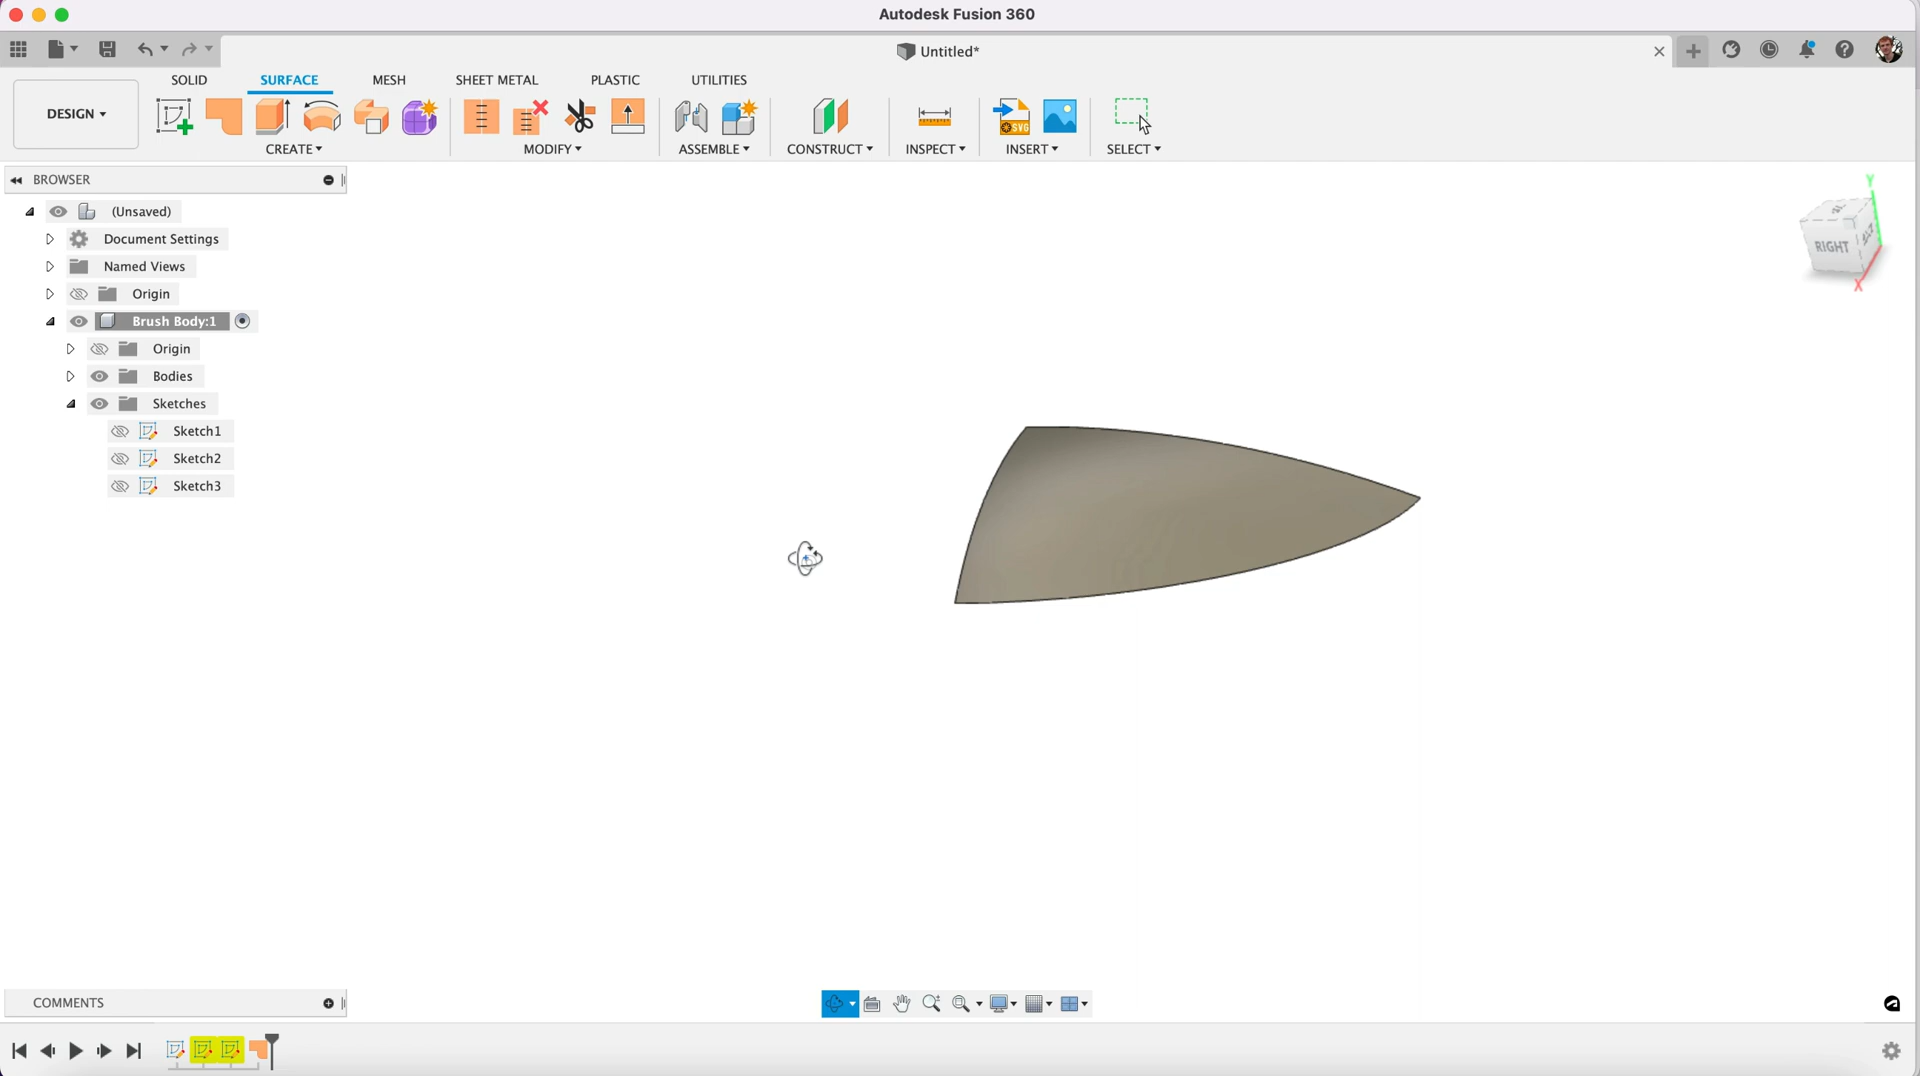 Autodesk Fusion 360
Untitled*
SOLID SURFACE MESH SHEET METAL PLASTIC UTILITIES
DESIGN
SVG
CREATE MODIFY ASSEMBLE CONSTRUCT INSPECT INSERT SELECT
BROWSER
(Unsaved)
Document Settings
Named Views
Origin
Brush Body:1
Origin
Bodies
Sketches
Sketch1
Sketch2
Sketch3
Y
RIGHT
X
COMMENTS